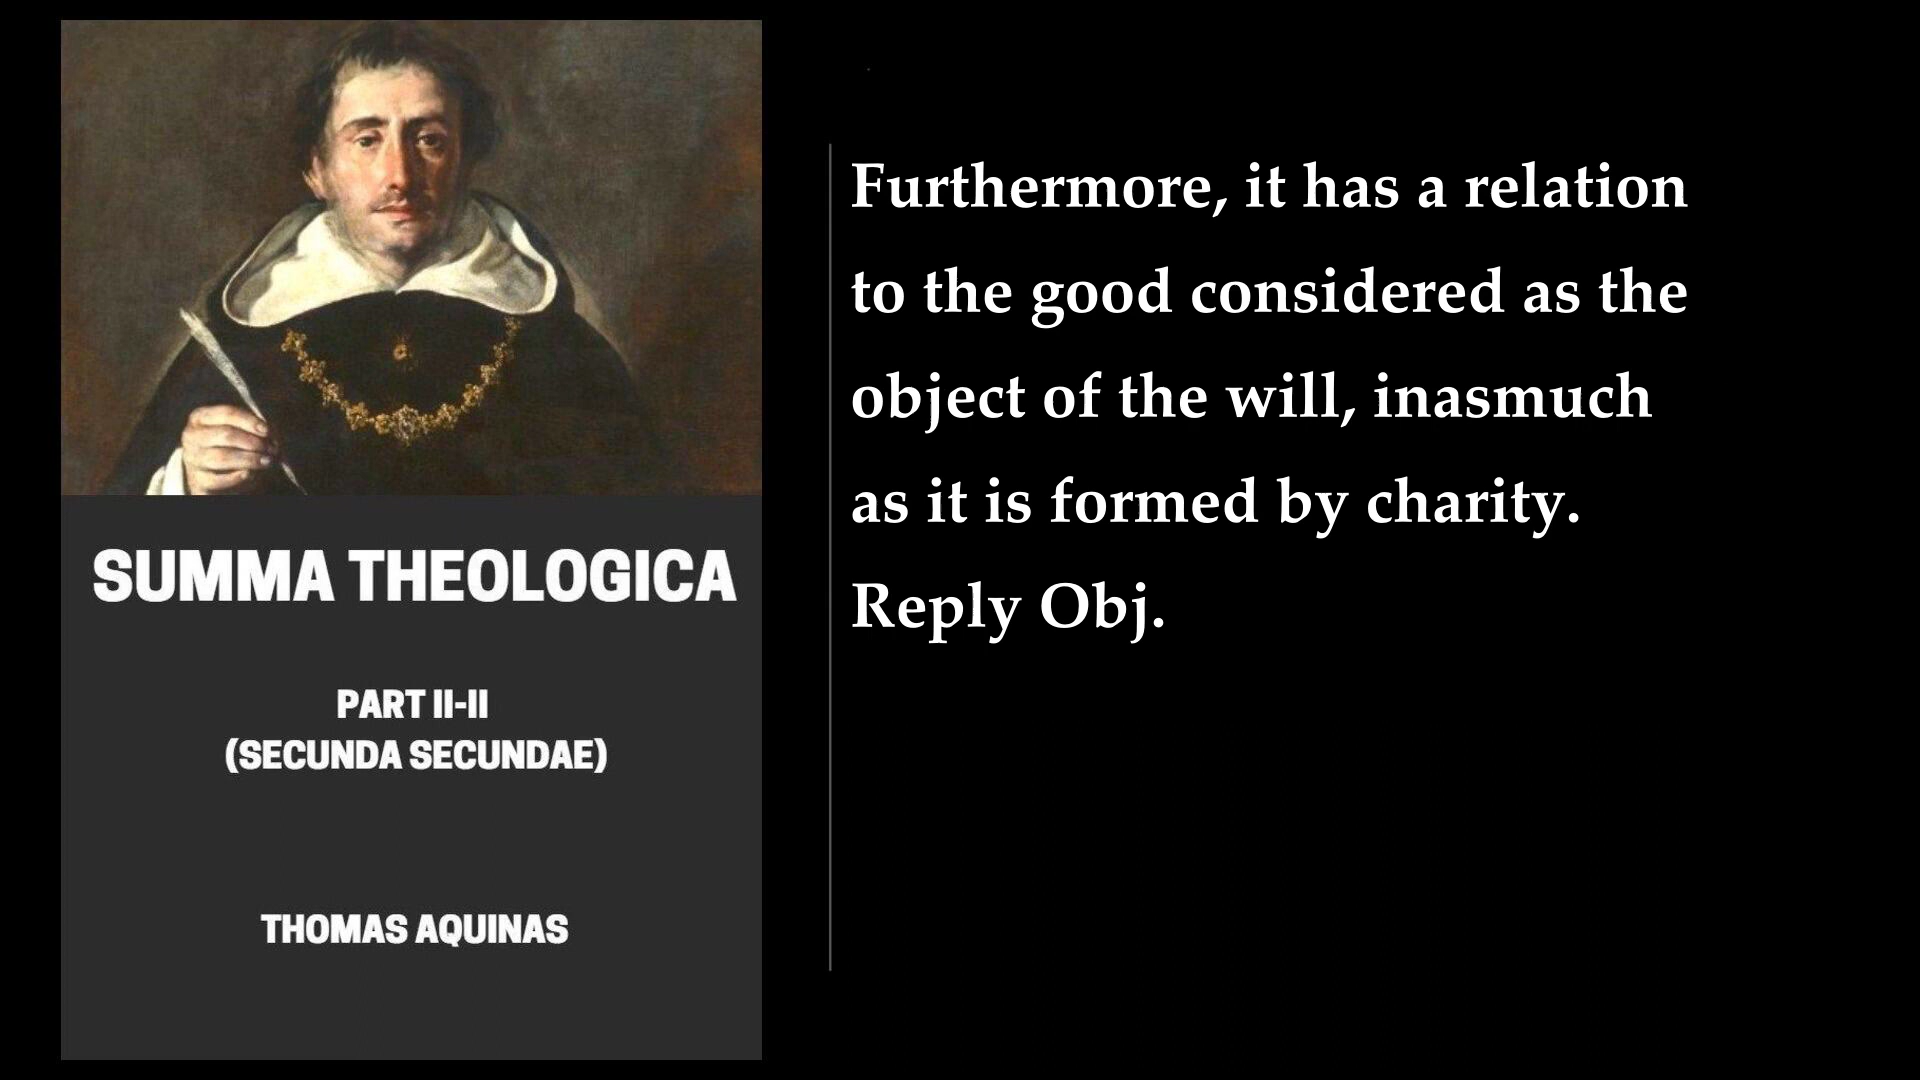 SUMMA THEOLOGICA
PART II-II
(SECUNDA SECUNDAE)
THOMAS AQUINAS
Furthermore, it has a relation
to the good considered as the
object of the will, inasmuch
as it is formed by charity.
Reply Obj.